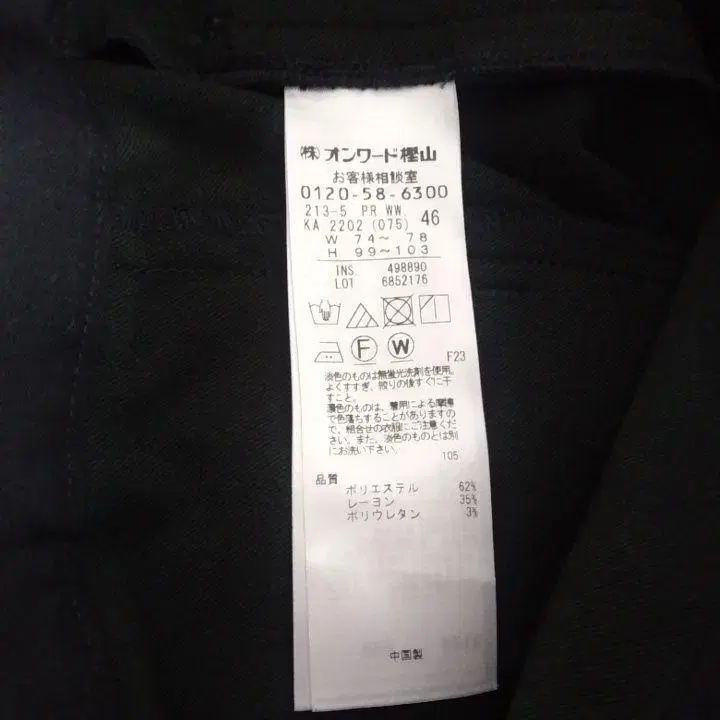 (株)オンワード樫山
お客様相談室
0120-58-6300
213-5 PR WW
KA 2202 (075) 46
W 74～ 78
H 99～103
INS 498890
LOT 6852176
F W F23
淡色のものは無蛍光洗剤を使用。
よくすすぎ、絞りの後すぐに干
すこと。
濃色のものは、着用による摩擦
で色落ちすることがありますの
で、組合せの衣服にご注意くだ
さい。また、淡色のものとは別
にお洗い下さい。
105
品質
ポリエステル 62%
レーヨン 35%
ポリウレタン 3%
中国製